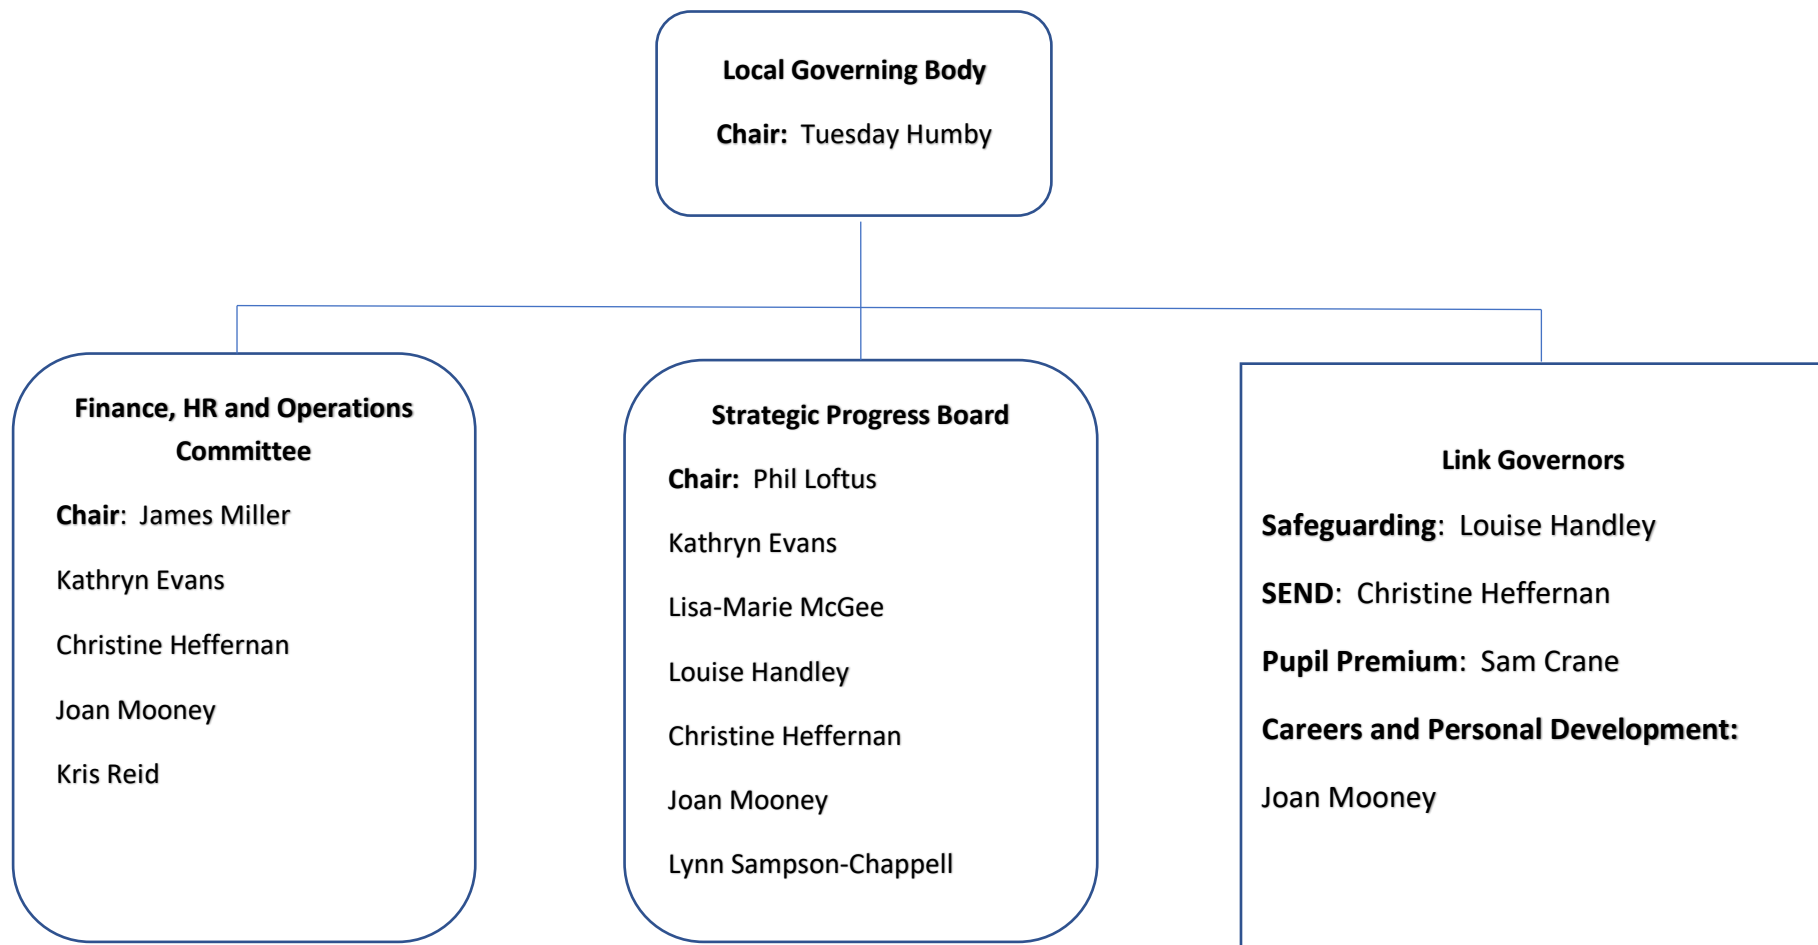 Local Governing Body
Chair: Tuesday Humby
Finance, HR and Operations
Committee
Chair: James Miller
Kathryn Evans
Christine Heffernan
Joan Mooney
Kris Reid
Strategic Progress Board
Chair: Phil Loftus
Kathryn Evans
Lisa-Marie McGee
Louise Handley
Christine Heffernan
Joan Mooney
Lynn Sampson-Chappell
Link Governors
Safeguarding: Louise Handley
SEND: Christine Heffernan
Pupil Premium: Sam Crane
Careers and Personal Development:
Joan Mooney